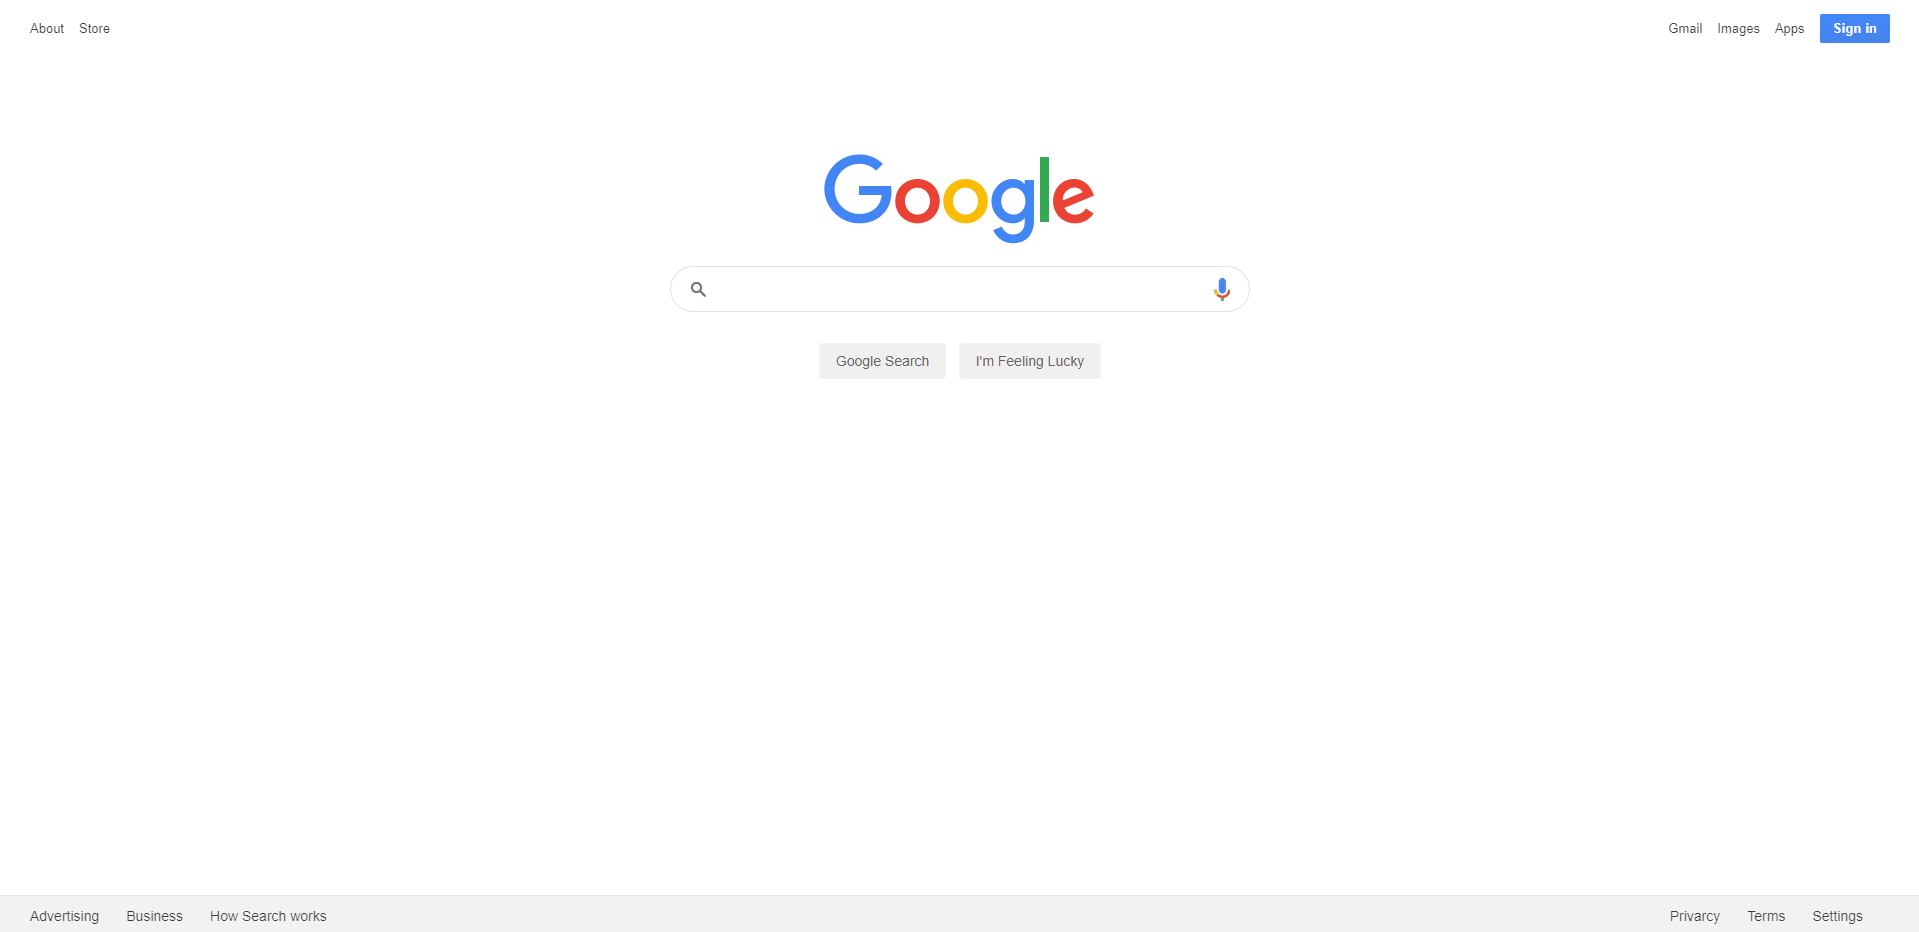 About Store
Gmail Images Apps Sign in
Google
Google Search I'm Feeling Lucky
Advertising Business How Search works
Privarcy Terms Settings